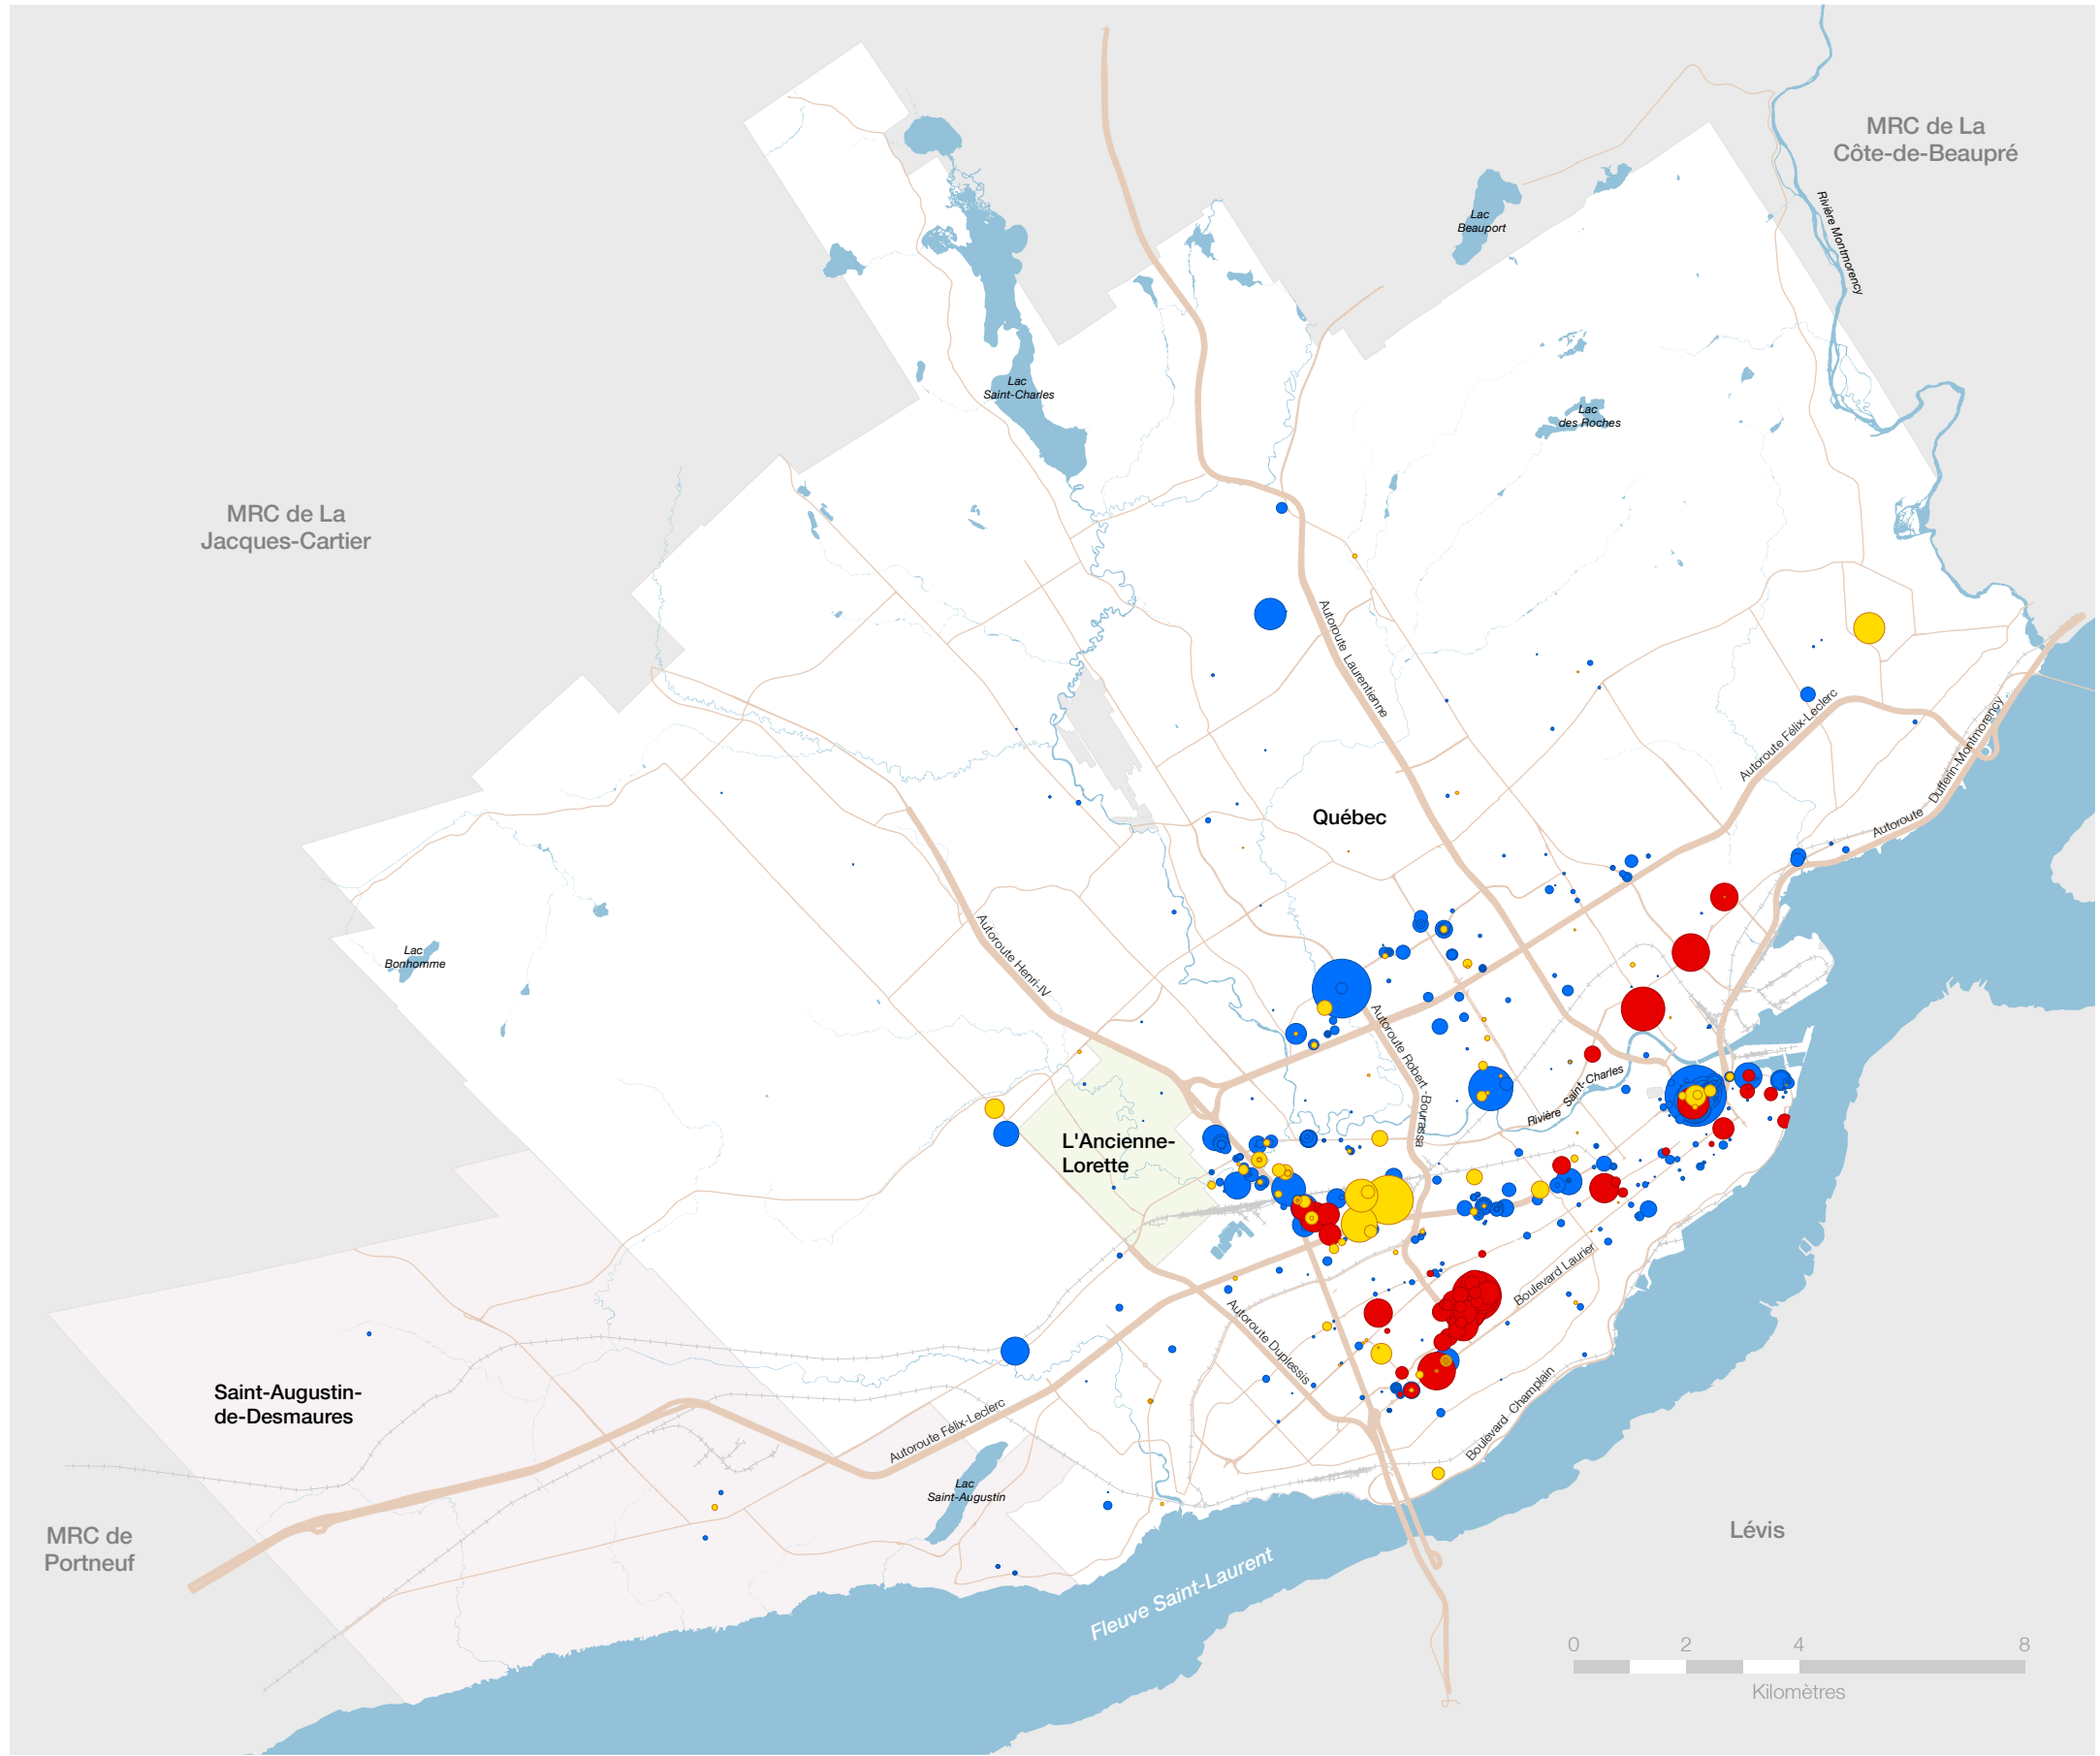 MRC de La
Côte-de-Beaupré
Rivière Montmorency
Lac
Beauport
Lac
Saint-Charles
Lac
des Roches
MRC de La
Jacques-Cartier
Autoroute Laurentienne
Autoroute Félix-Leclerc
Autoroute Dufferin-Montmorency
Québec
Lac
Bonhomme
Autoroute Henri-IV
Autoroute Robert-Bourassa
Rivière Saint-Charles
L'Ancienne-
Lorette
Boulevard Laurier
Autoroute Duplessis
Saint-Augustin-
de-Desmaures
Autoroute Félix-Leclerc
Boulevard Champlain
Lac
Saint-Augustin
MRC de
Portneuf
Lévis
Fleuve Saint-Laurent
0 2 4 8
Kilomètres